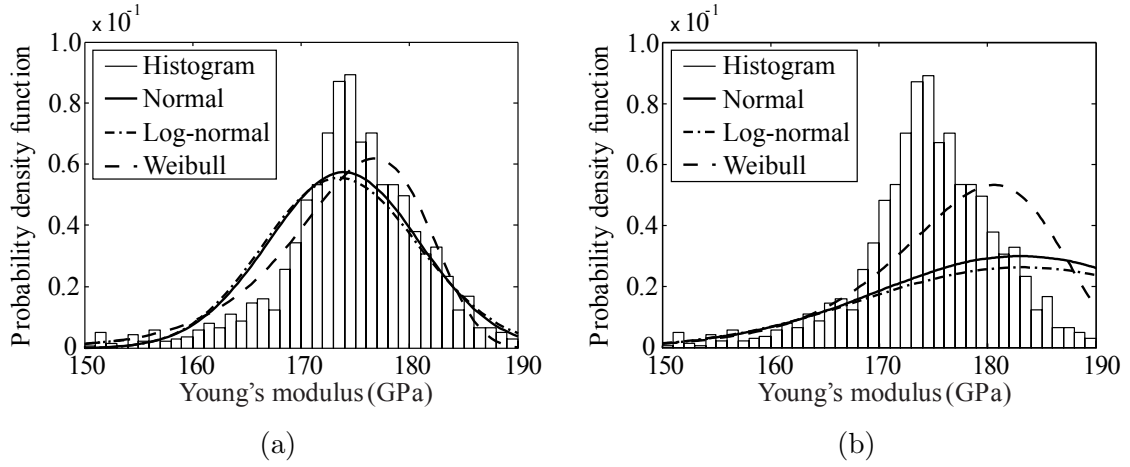 × 10⁻¹
1.0
0.8
0.6
0.4
0.2
0
Probability density function
Histogram
Normal
Log-normal
Weibull
150 160 170 180 190
Young's modulus (GPa)
(a)
× 10⁻¹
1.0
0.8
0.6
0.4
0.2
0
Probability density function
Histogram
Normal
Log-normal
Weibull
150 160 170 180 190
Young's modulus (GPa)
(b)